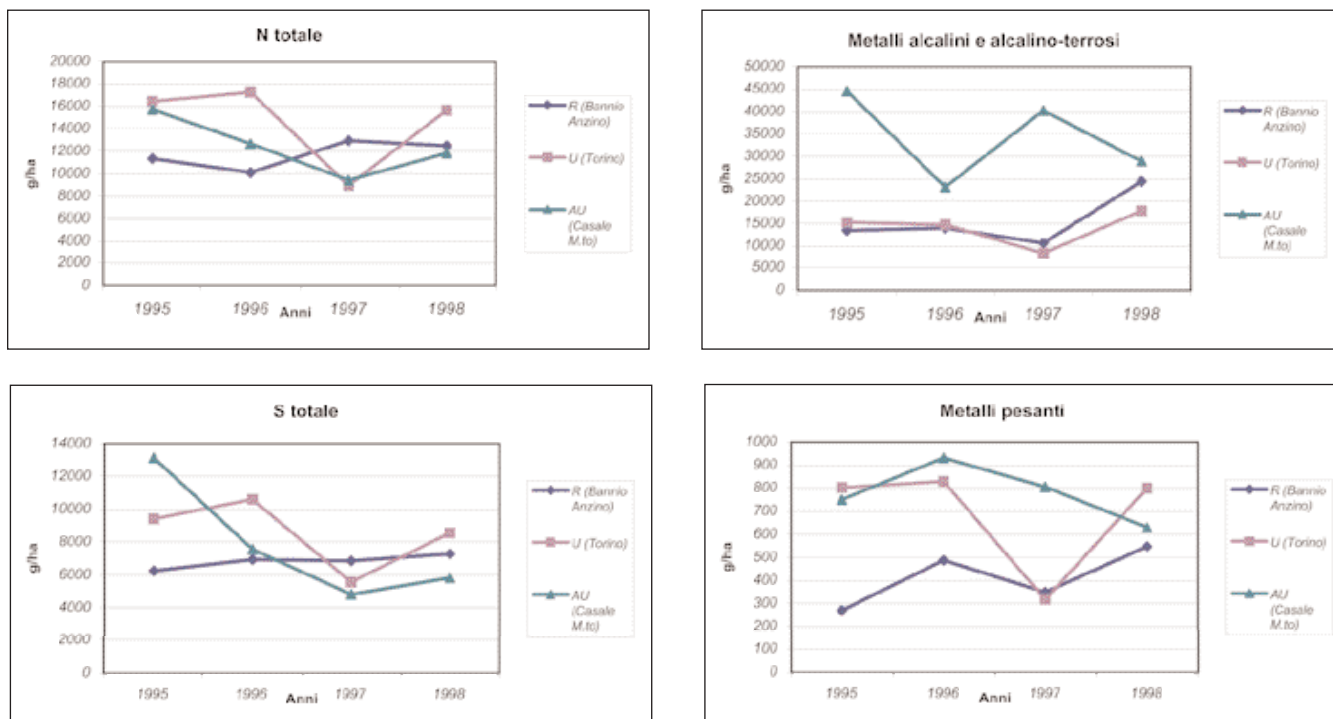 N totale
20000
18000
16000
14000
12000
10000
8000
6000
4000
2000
0
g/ha
1995
1996
1997
1998
Anni
R (Bannio
Anzino)
U (Torino)
AU
(Casale
M.to)
Metalli alcalini e alcalino-terrosi
50000
45000
40000
35000
30000
25000
20000
15000
10000
5000
0
g/ha
1995
1996
1997
1998
Anni
R (Bannio
Anzino)
U (Torino)
AU
(Casale
M.to)
S totale
14000
12000
10000
8000
6000
4000
2000
0
g/ha
1995
1996
1997
1998
Anni
R (Bannio
Anzino)
U (Torino)
AU
(Casale
M.to)
Metalli pesanti
1000
900
800
700
600
500
400
300
200
100
0
g/ha
1995
1996
1997
1998
Anni
R (Bannio
Anzino)
U (Torino)
AU
(Casale
M.to)